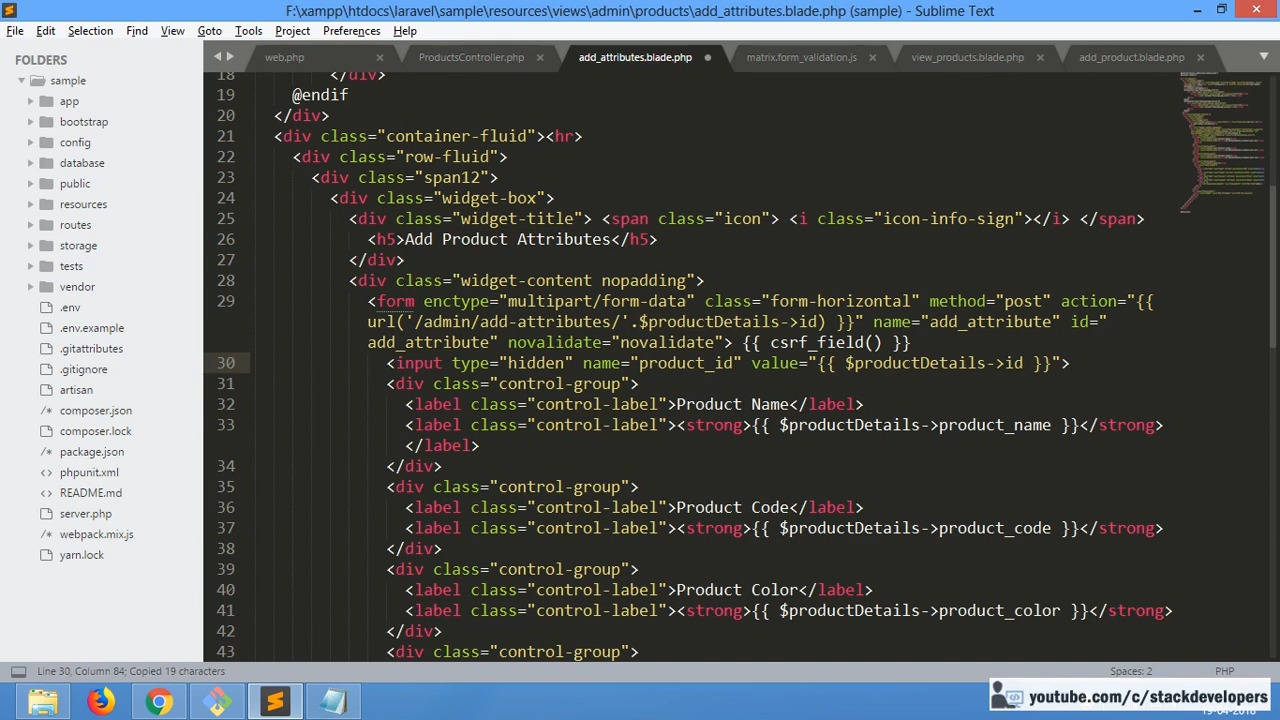 F:\xampp\htdocs\laravel\sample\resources\views\admin\products\add_attributes.blade.php (sample) - Sublime Text
File Edit Selection Find View Goto Tools Project Preferences Help
FOLDERS
sample
app
bootstrap
config
database
public
resources
routes
storage
tests
vendor
.env
.env.example
.gitattributes
.gitignore
artisan
composer.json
composer.lock
package.json
phpunit.xml
README.md
server.php
webpack.mix.js
yarn.lock
web.php ProductsController.php add_attributes.blade.php matrix.form_validation.js view_products.blade.php add_product.blade.php
18 </div>
19 @endif
20 </div>
21 <div class="container-fluid"><hr>
22 <div class="row-fluid">
23 <div class="span12">
24 <div class="widget-box">
25 <div class="widget-title"> <span class="icon"> <i class="icon-info-sign"></i> </span>
26 <h5>Add Product Attributes</h5>
27 </div>
28 <div class="widget-content nopadding">
29 <form enctype="multipart/form-data" class="form-horizontal" method="post" action="{{
url('/admin/add-attributes/'.$productDetails->id) }}" name="add_attribute" id="
add_attribute" novalidate="novalidate"> {{ csrf_field() }}
30 <input type="hidden" name="product_id" value="{{ $productDetails->id }}">
31 <div class="control-group">
32 <label class="control-label">Product Name</label>
33 <label class="control-label"><strong>{{ $productDetails->product_name }}</strong>
</label>
34 </div>
35 <div class="control-group">
36 <label class="control-label">Product Code</label>
37 <label class="control-label"><strong>{{ $productDetails->product_code }}</strong>
38 </div>
39 <div class="control-group">
40 <label class="control-label">Product Color</label>
41 <label class="control-label"><strong>{{ $productDetails->product_color }}</strong>
42 </div>
43 <div class="control-group">
Line 30, Column 84; Copied 19 characters Spaces: 2 PHP
youtube.com/c/stackdevelopers